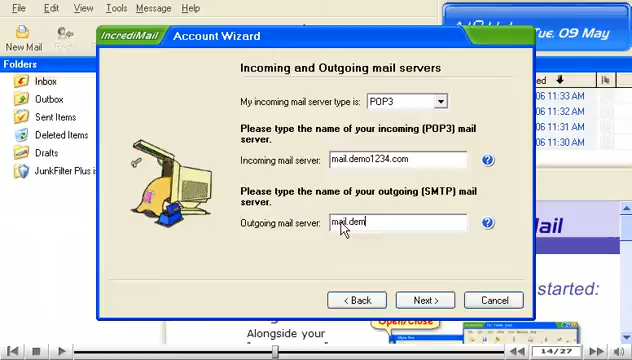 File Edit View Tools Message Help
New Mail
Tue. 09 May
IncrediMail Account Wizard
Folders
Inbox
Outbox
Sent Items
Deleted Items
Drafts
JunkFilter Plus is
ed
06 11:33 AM
06 11:33 AM
06 11:31 AM
06 11:30 AM
Incoming and Outgoing mail servers
My incoming mail server type is: POP3
Please type the name of your incoming (POP3) mail
server.
Incoming mail server: mail.demo1234.com
Please type the name of your outgoing (SMTP) mail
server.
Outgoing mail server: mail.dem
ail
started:
< Back Next > Cancel
Open/Close
Alongside your
14/27